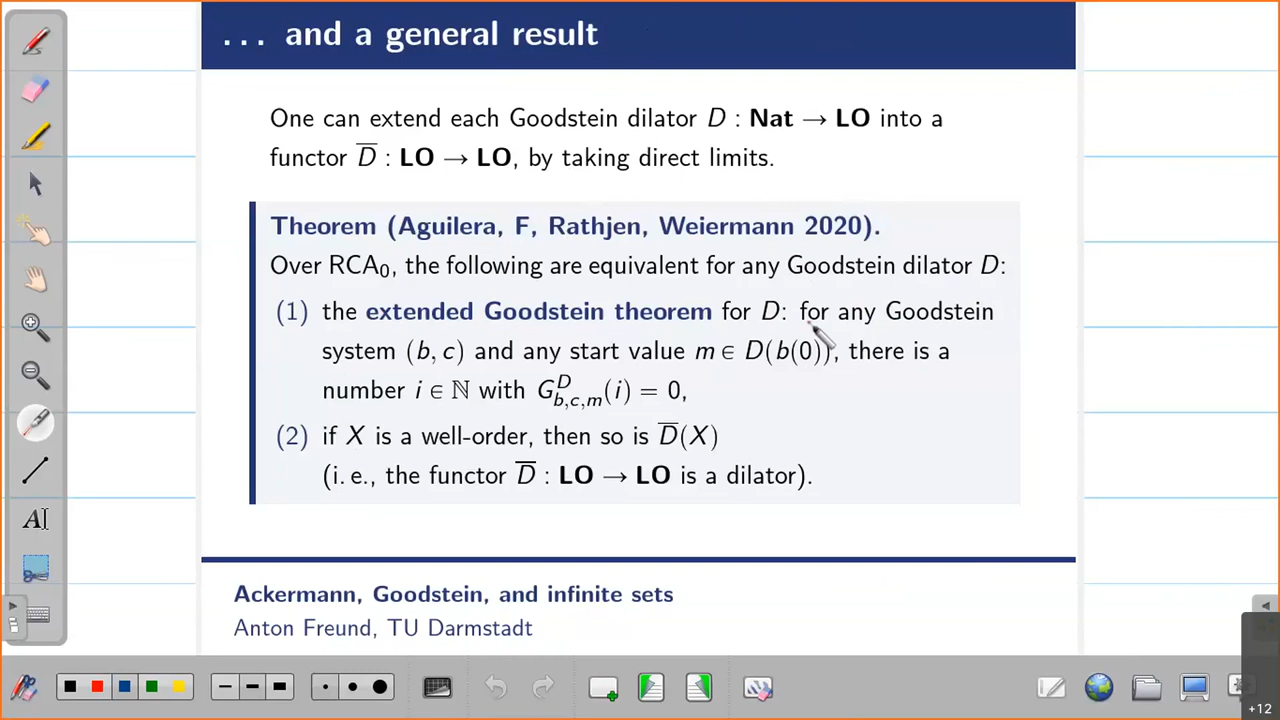 ... and a general result
One can extend each Goodstein dilator D : Nat → LO into a
functor D̅ : LO → LO, by taking direct limits.
Theorem (Aguilera, F, Rathjen, Weiermann 2020).
Over RCA₀, the following are equivalent for any Goodstein dilator D:
(1) the extended Goodstein theorem for D: for any Goodstein
system (b, c) and any start value m ∈ D(b(0)), there is a
number i ∈ ℕ with G^D_{b,c,m}(i) = 0,
(2) if X is a well-order, then so is D̅(X)
(i. e., the functor D̅ : LO → LO is a dilator).
Ackermann, Goodstein, and infinite sets
Anton Freund, TU Darmstadt
A
+12